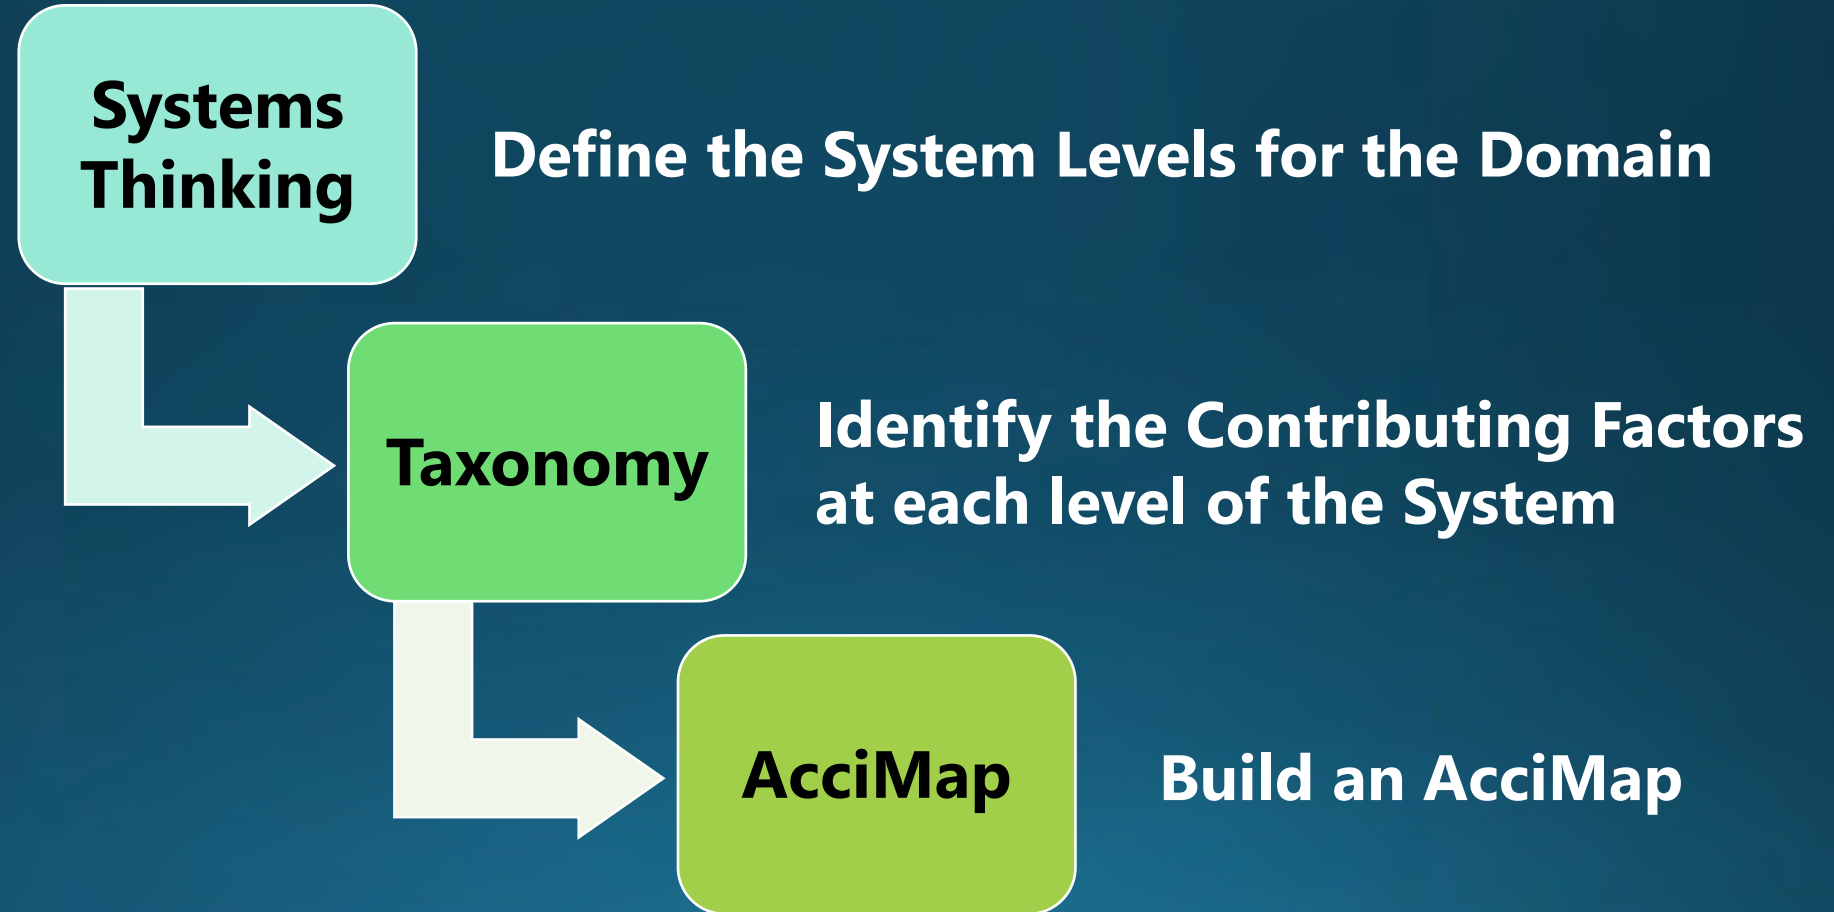 Systems
Thinking
Define the System Levels for the Domain
Taxonomy
Identify the Contributing Factors
at each level of the System
AcciMap
Build an AcciMap